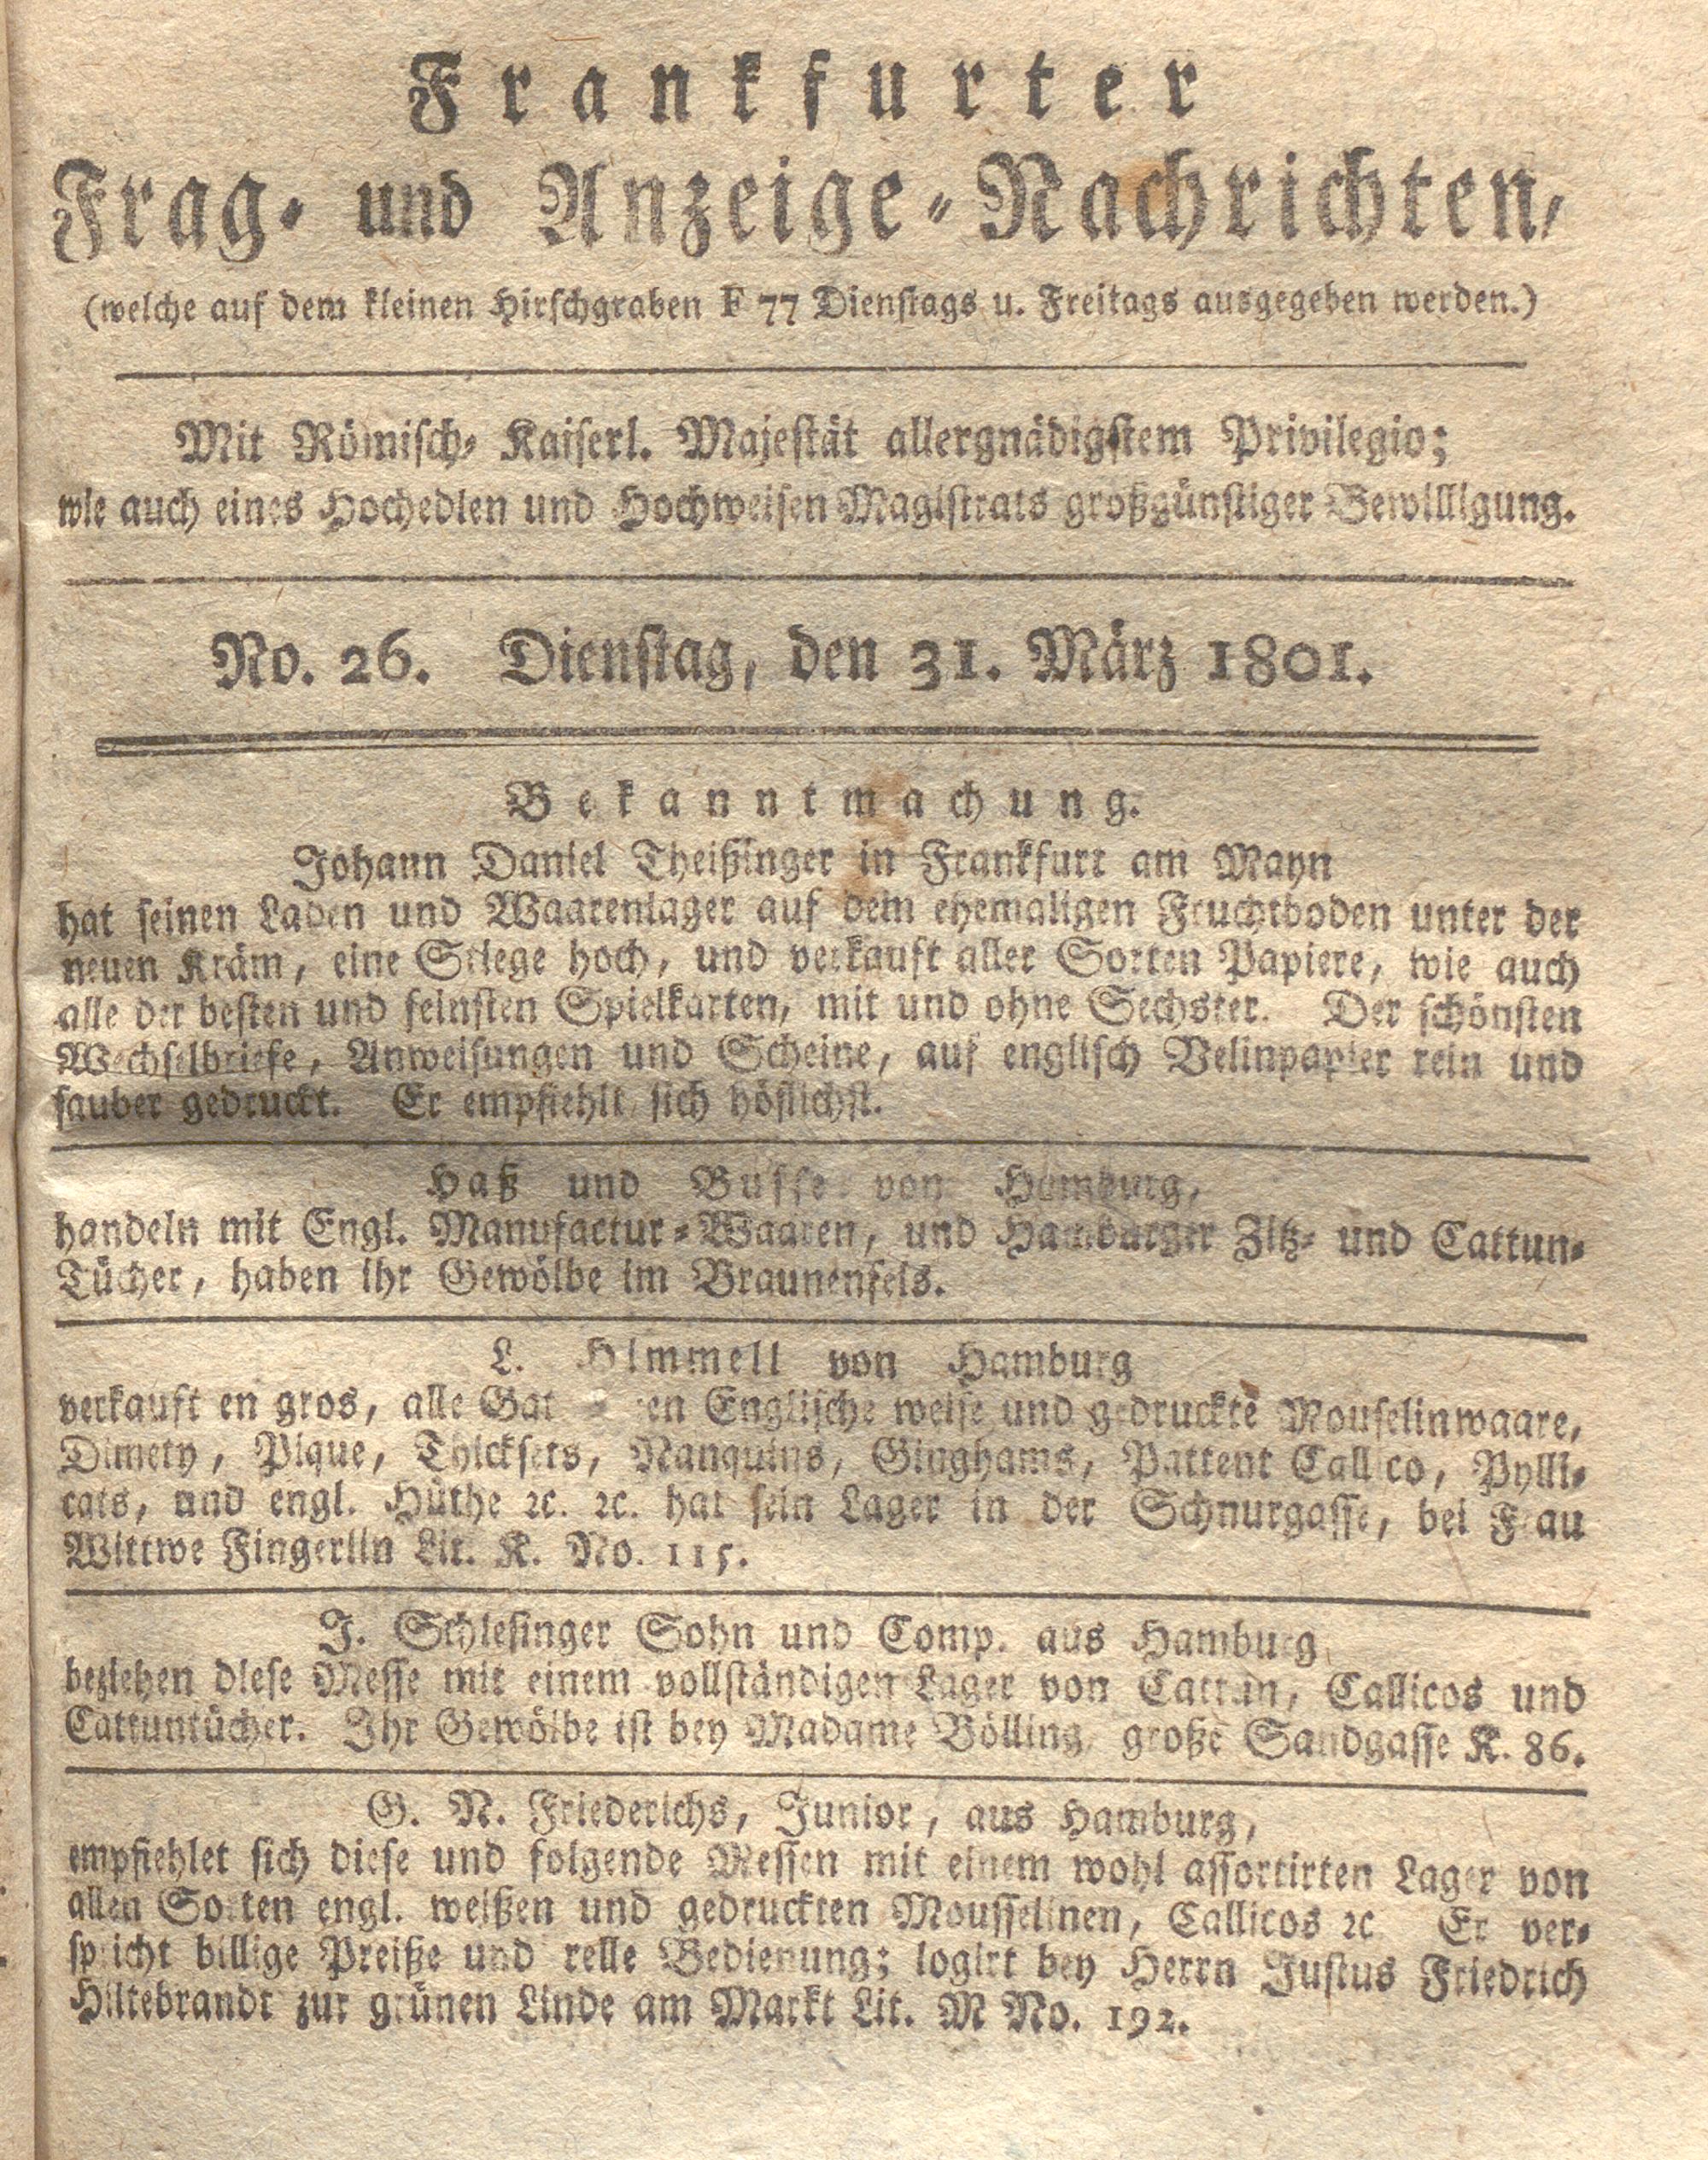 Frankfurter
Frag- und Anzeige-Nachrichten,
(welche auf dem kleinen Hirschgraben F 77 Dienstags u. Freitags ausgegeben werden.)
Mit Römisch- Kaiserl. Majestät allergnädigstem Privilegio;
wie auch eines Hochedlen und Hochweisen Magistrats großgünstiger Bewilligung.
No. 26. Dienstag, den 31. März 1801.
Bekanntmachung.
Johann Daniel Theißinger in Frankfurt am Mayn
hat seinen Laden und Waarenlager auf dem ehemaligen Fruchtboden unter der
neuen Kräm, eine Stiege hoch, und verkauft aller Sorten Papiere, wie auch
alle der besten und feinsten Spielkarten, mit und ohne Sechster. Der schönsten
Wechselbriefe, Anweisungen und Scheine, auf englisch Velinpapier rein und
sauber gedruckt. Er empfiehlt sich höflichst.
Haß und Busse von Hamburg,
handeln mit Engl. Manufactur-Waaren, und Hamburger Zitz- und Cattun-
Tücher, haben ihr Gewölbe im Braunenfels.
L. Himmell von Hamburg
verkauft en gros, alle Englische weise und gedruckte Mouselinwaare,
Dimety, Pique, Thicksets, Nanquins, Ginghams, Pattent Callico, Pylli-
cats, und engl. Hüthe ꝛc. ꝛc. hat sein Lager in der Schnurgasse, bei Frau
Wittwe Fingerlin Lit. K. No. 115.
J. Schlesinger Sohn und Comp. aus Hamburg
beziehen diese Messe mit einem vollständigen Lager von Cattun, Callicos und
Cattuntücher. Ihr Gewölbe ist bey Madame Bölling, große Sandgasse K. 86.
G. N. Friederichs, Junior, aus Hamburg,
empfiehlet sich diese und folgende Messen mit einem wohl assortirten Lager von
allen Sorten engl. weißen und gedruckten Mousselinen, Callicos ꝛc Er ver-
spricht billige Preiße und relle Bedienung; logirt bey Herrn Justus Friedrich
Hiltebrandt zur grünen Linde am Markt Lit. M No. 192.